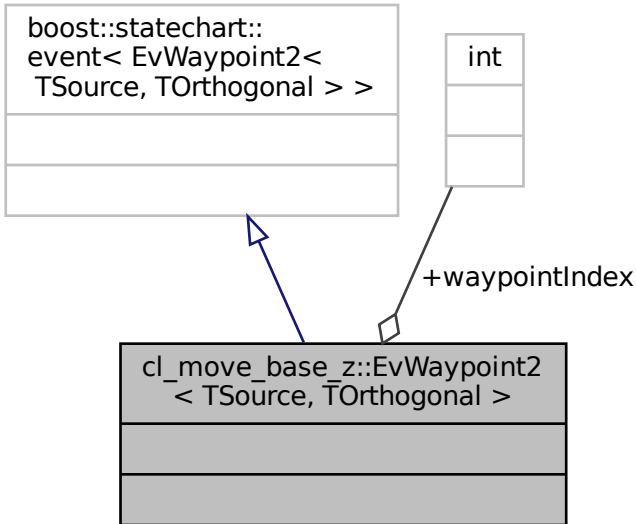 boost::statechart::
event< EvWaypoint2<
TSource, TOrthogonal > >
int
+waypointIndex
cl_move_base_z::EvWaypoint2
< TSource, TOrthogonal >